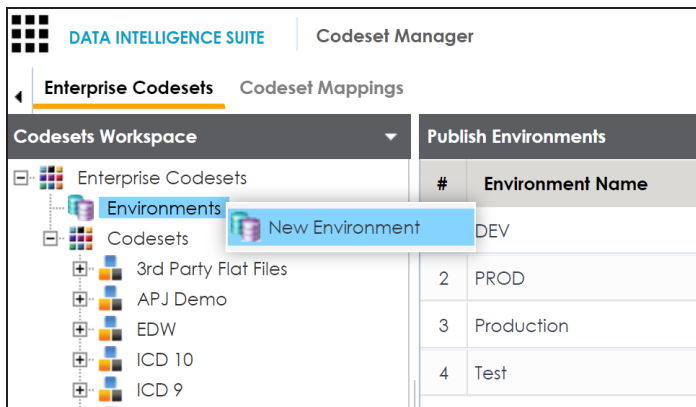 DATA INTELLIGENCE SUITE Codeset Manager
Enterprise Codesets Codeset Mappings
Codesets Workspace Publish Environments
Enterprise Codesets # Environment Name
Environments
New Environment
Codesets DEV
3rd Party Flat Files 2 PROD
APJ Demo
EDW 3 Production
ICD 10 4 Test
ICD 9